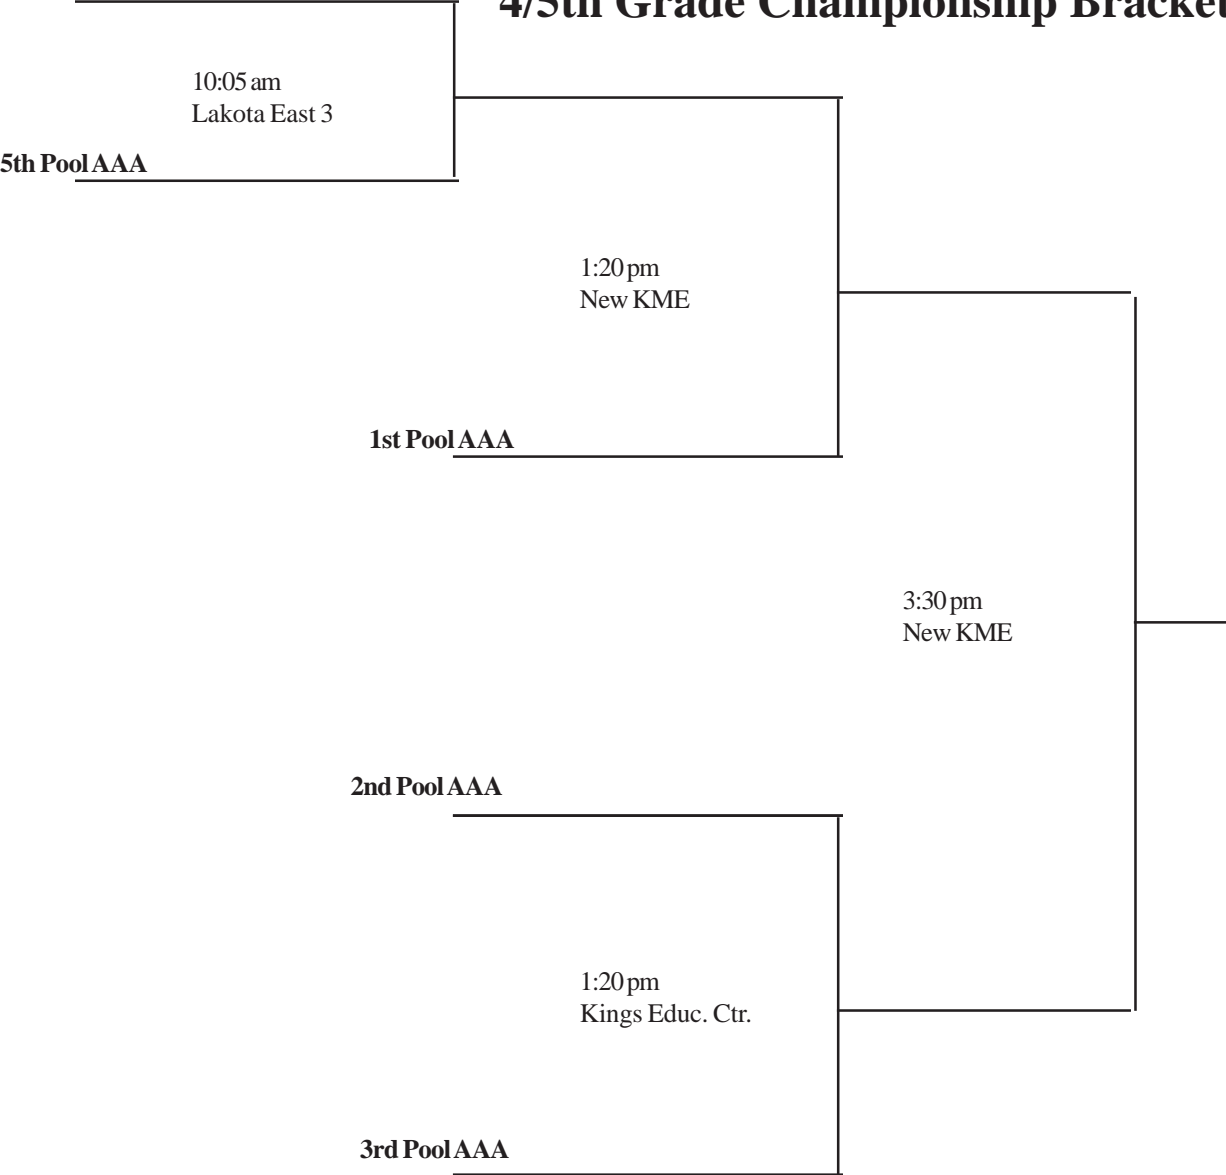 4/5th Grade Championship Bracket
10:05 am
Lakota East 3
5th Pool AAA
1:20 pm
New KME
1st Pool AAA
3:30 pm
New KME
2nd Pool AAA
1:20 pm
Kings Educ. Ctr.
3rd Pool AAA